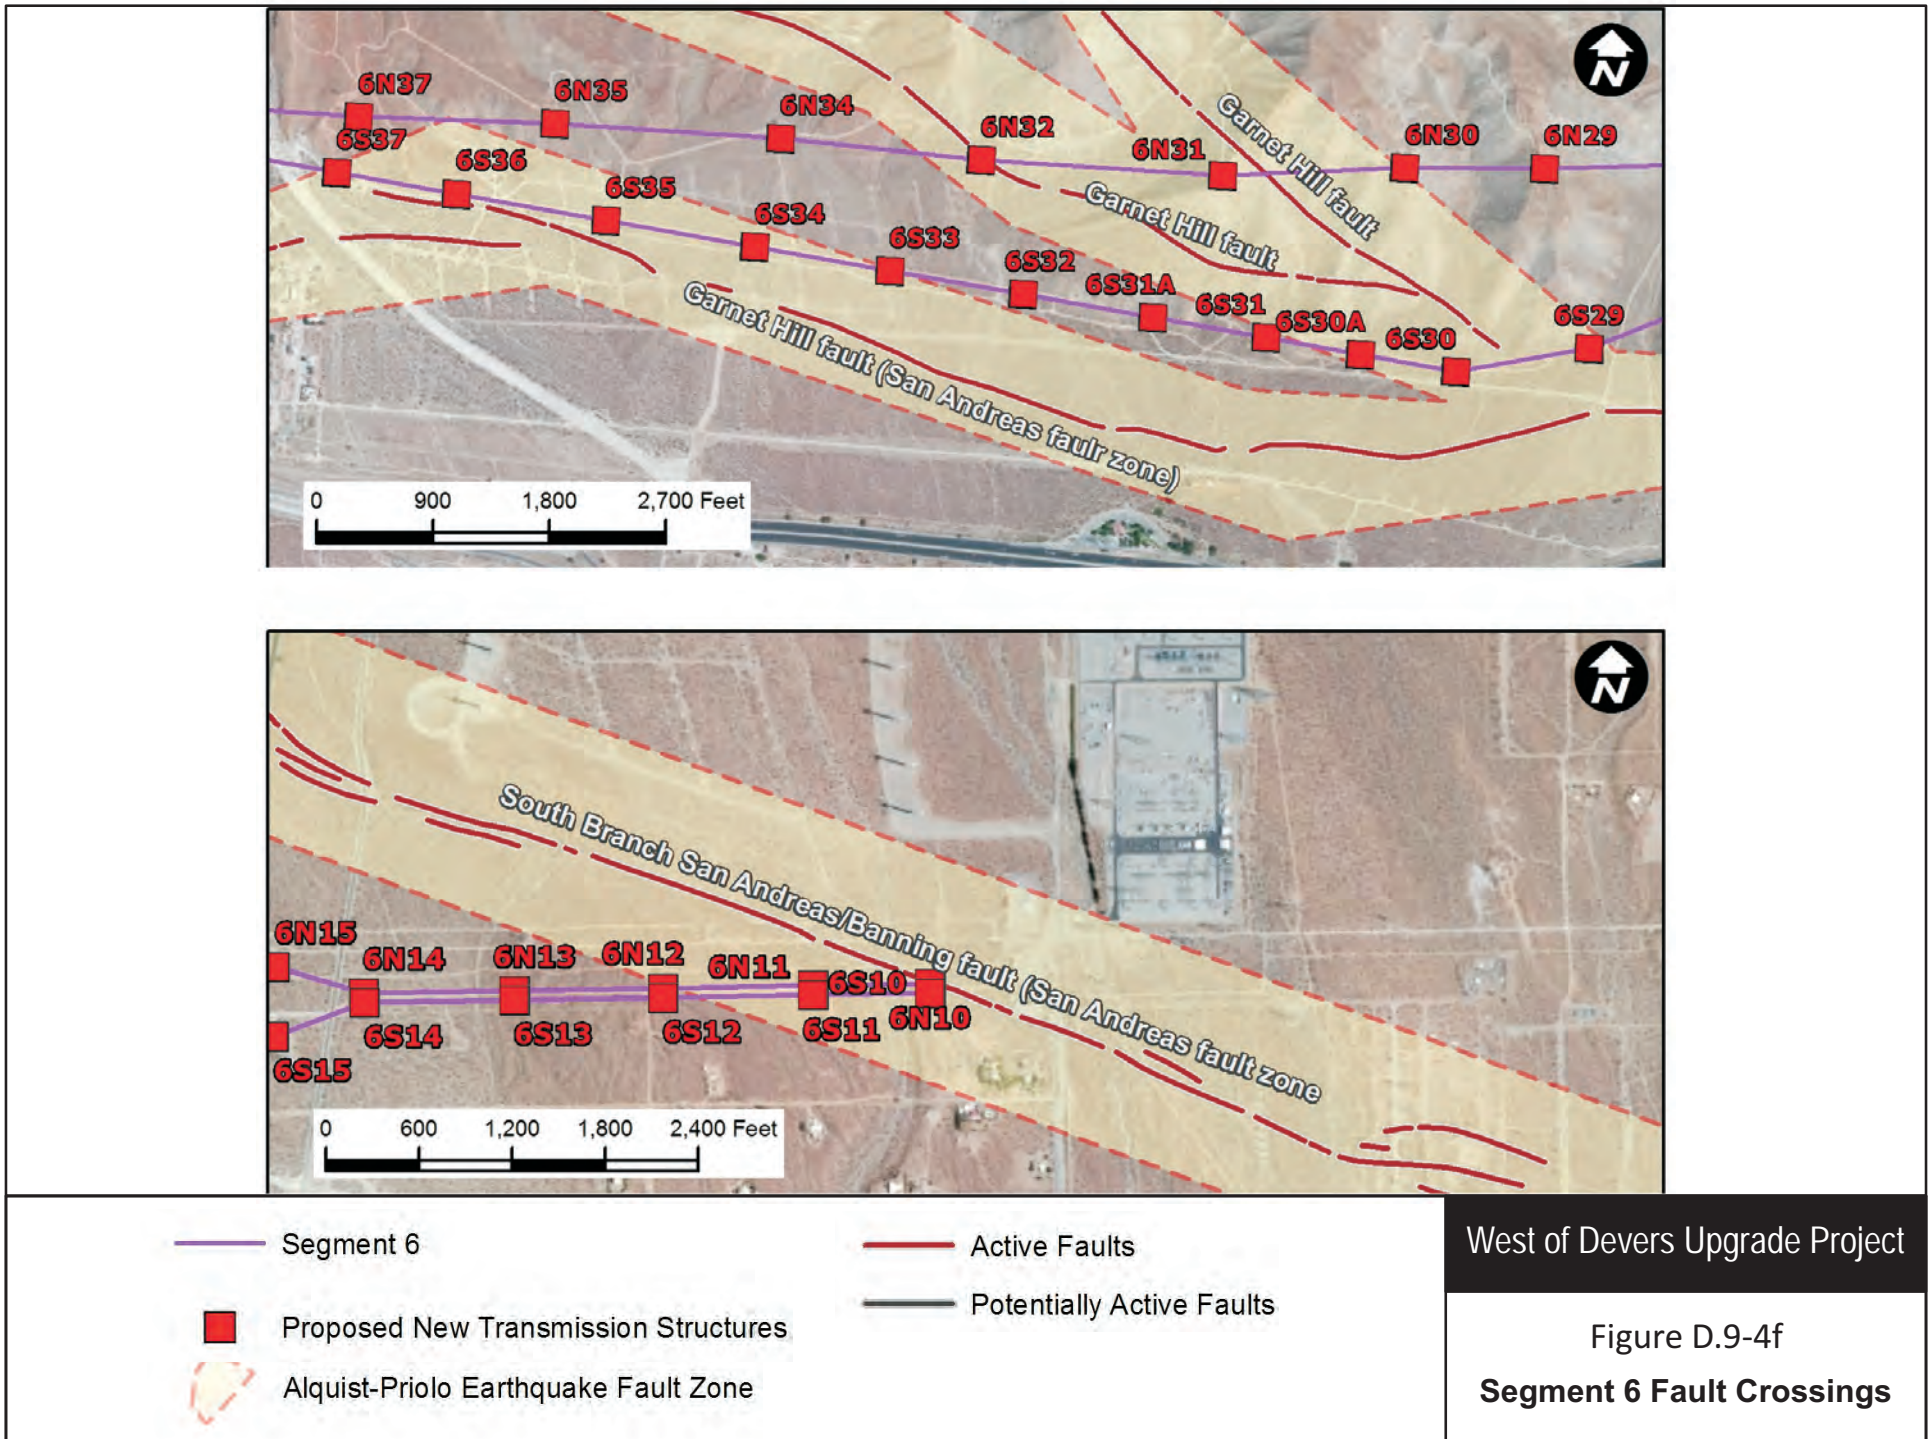 N
6N37
6N35
6N34
6N32
6N31
6N30
6N29
6S37
6S36
6S35
6S34
6S33
6S32
6S31A
6S31
6S30A
6S30
6S29
Garnet Hill fault
Garnet Hill fault
Garnet Hill fault (San Andreas faulr zone)
0 900 1,800 2,700 Feet
N
South Branch San Andreas/Banning fault (San Andreas fault zone
6N15
6N14
6N13
6N12
6N11
6S10
6S15
6S14
6S13
6S12
6S11
6N10
0 600 1,200 1,800 2,400 Feet
Segment 6
Proposed New Transmission Structures
Alquist-Priolo Earthquake Fault Zone
Active Faults
Potentially Active Faults
West of Devers Upgrade Project
Figure D.9-4f
Segment 6 Fault Crossings